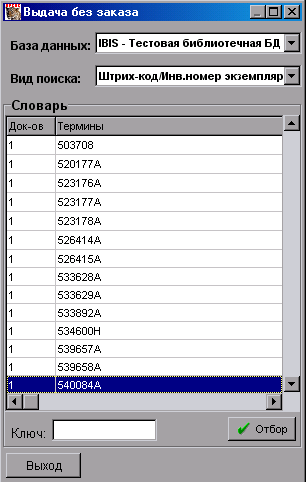 Выдача без заказа
База данных: IBIS - Тестовая библиотечная БД
Вид поиска: Штрих-код/Инв.номер экземпляр
Словарь
Док-ов Термины
1 503708
1 520177А
1 523176А
1 523177А
1 523178А
1 526414А
1 526415А
1 533628А
1 533629А
1 533892А
1 534600Н
1 539657А
1 539658А
1 540084А
Ключ: Отбор
Выход